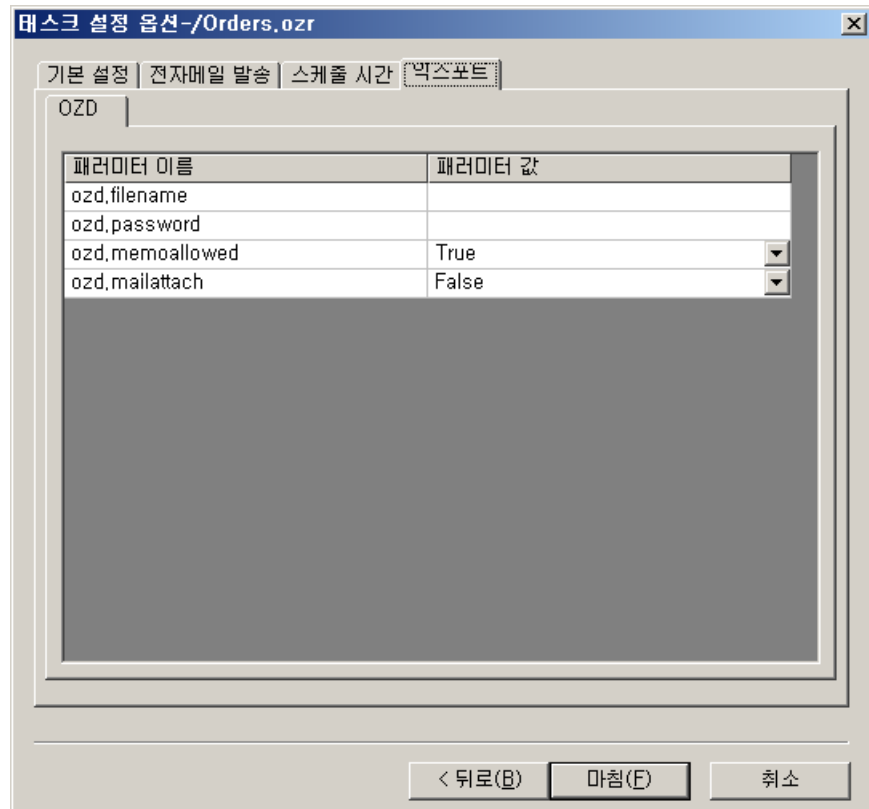 태스크 설정 옵션-/Orders.ozr
기본 설정 전자메일 발송 스케줄 시간 익스포트
OZD
패러미터 이름 패러미터 값
ozd.filename
ozd.password
ozd.memoallowed True
ozd.mailattach False
< 뒤로(B) 마침(F) 취소